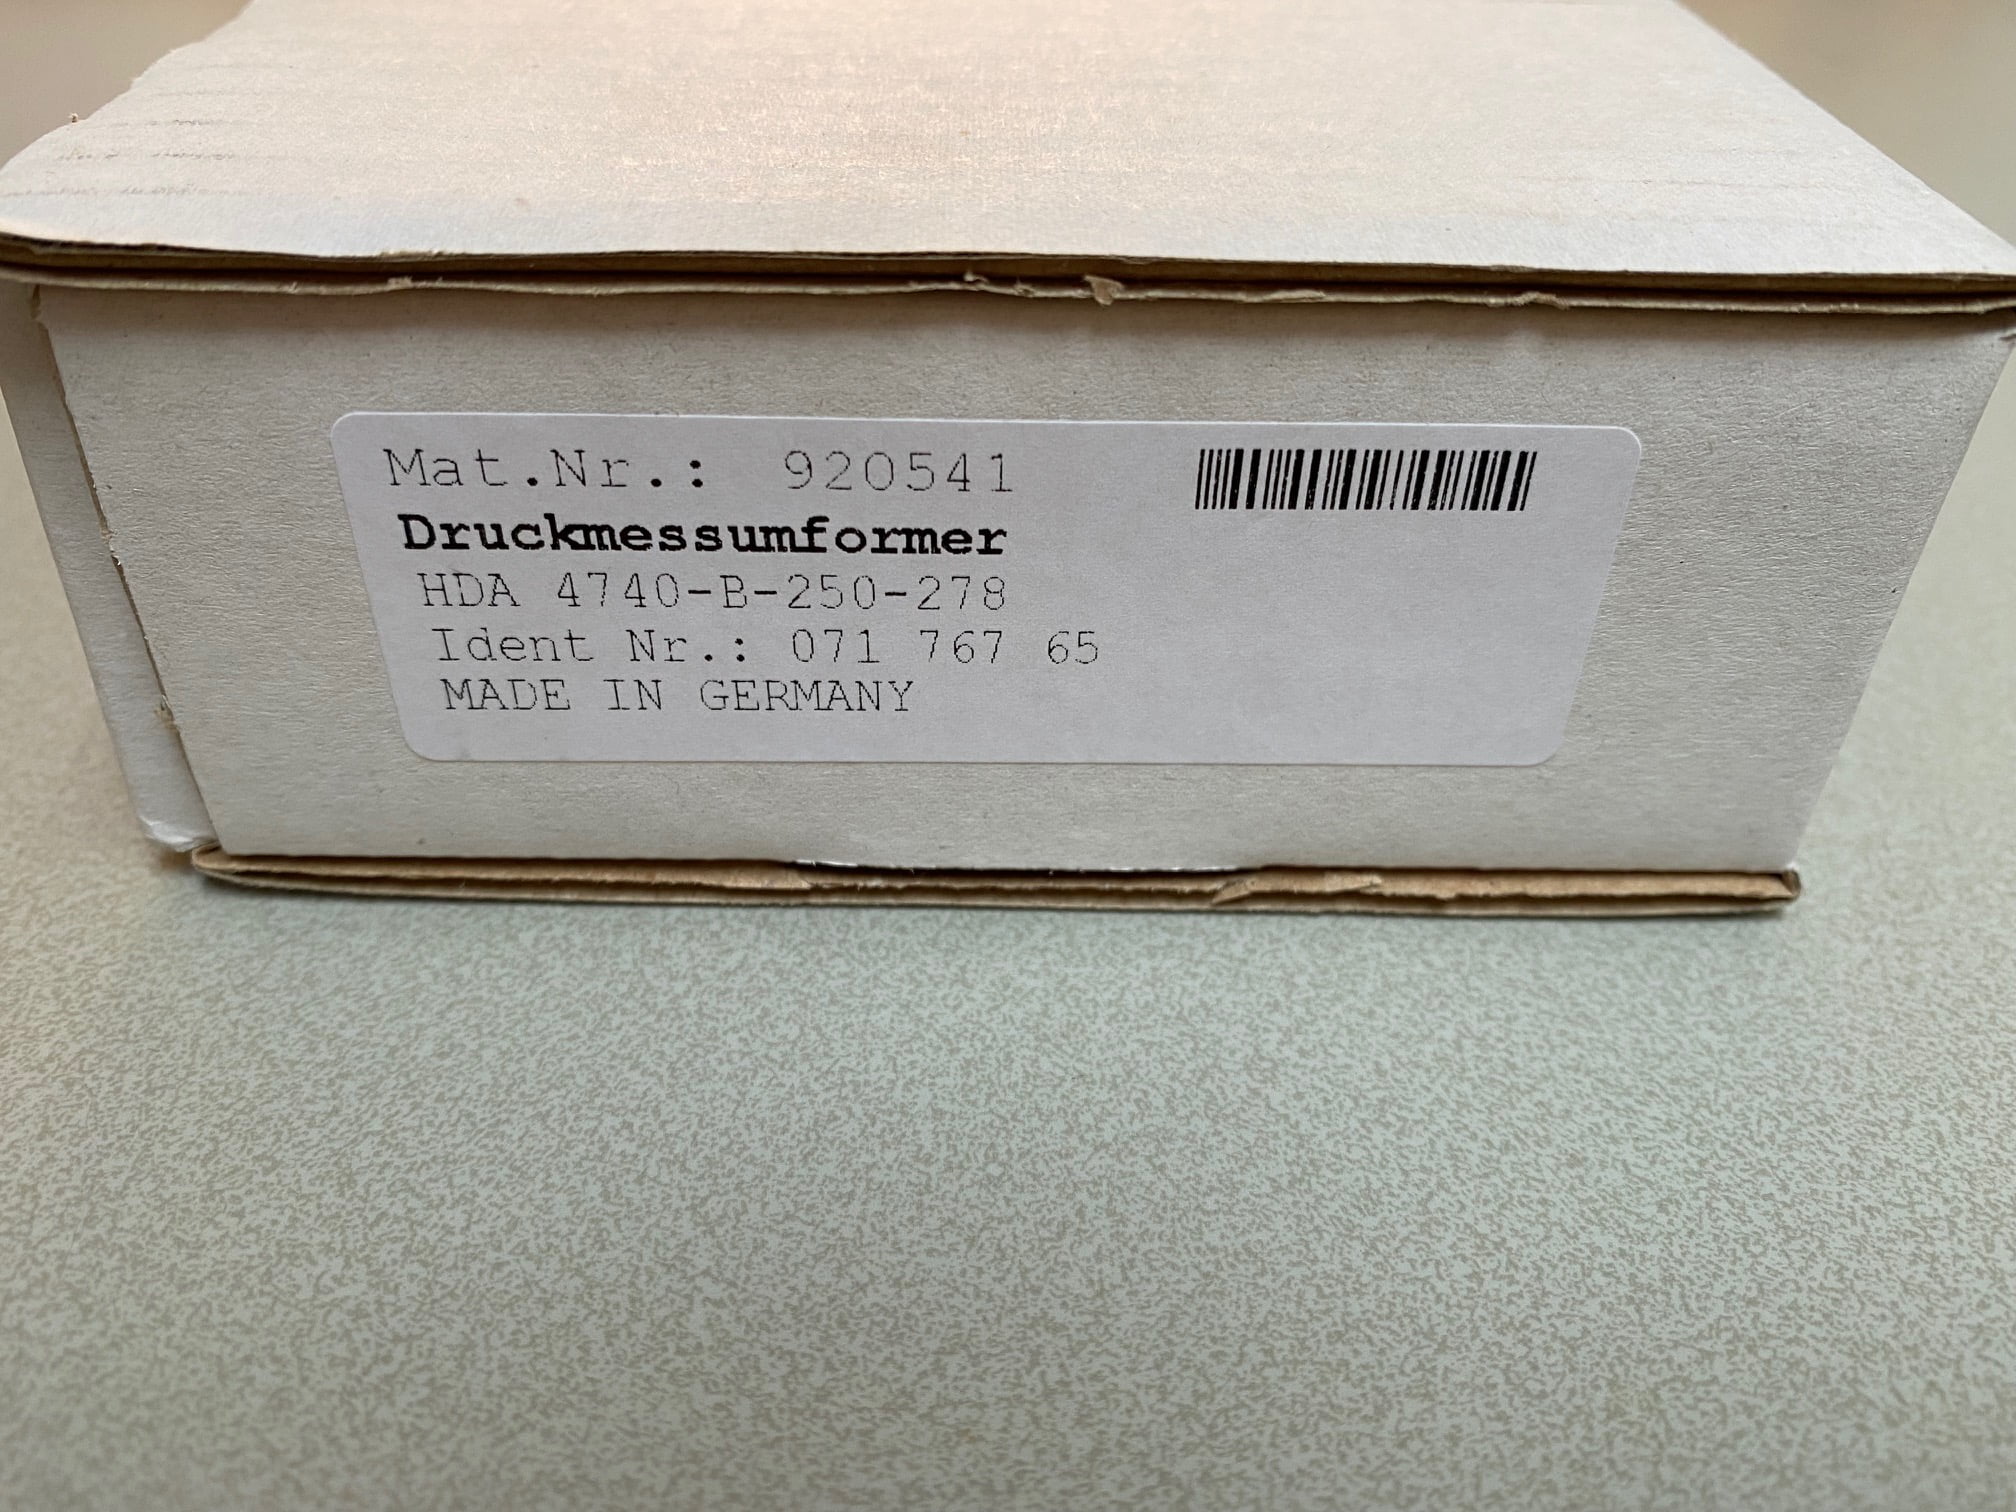 Mat.Nr.: 920541
Druckmessumformer
HDA 4740-B-250-278
Ident Nr.: 071 767 65
MADE IN GERMANY